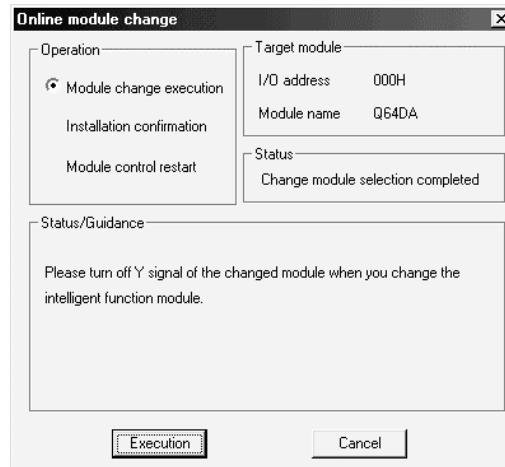 Online module change
Operation
Module change execution
Installation confirmation
Module control restart
Target module
I/O address 000H
Module name Q64DA
Status
Change module selection completed
Status/Guidance
Please turn off Y signal of the changed module when you change the
intelligent function module.
Execution Cancel